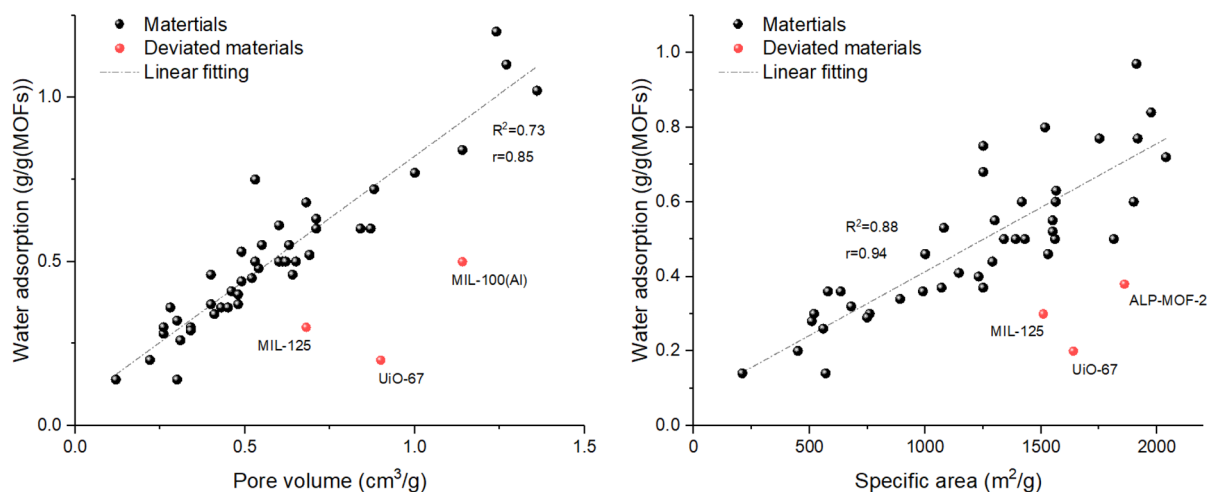 Matertials
Deviated materials
Linear fitting
Water adsorption (g/g(MOFs))
1.0
0.5
0.0
R²=0.73
r=0.85
MIL-100(Al)
MIL-125
UiO-67
0.0
0.5
1.0
1.5
Pore volume (cm³/g)
Matertials
Deviated materials
Linear fitting
Water adsorption (g/g(MOFs))
1.0
0.8
0.6
0.4
0.2
0.0
R²=0.88
r=0.94
ALP-MOF-2
MIL-125
UiO-67
500
1000
1500
2000
Specific area (m²/g)